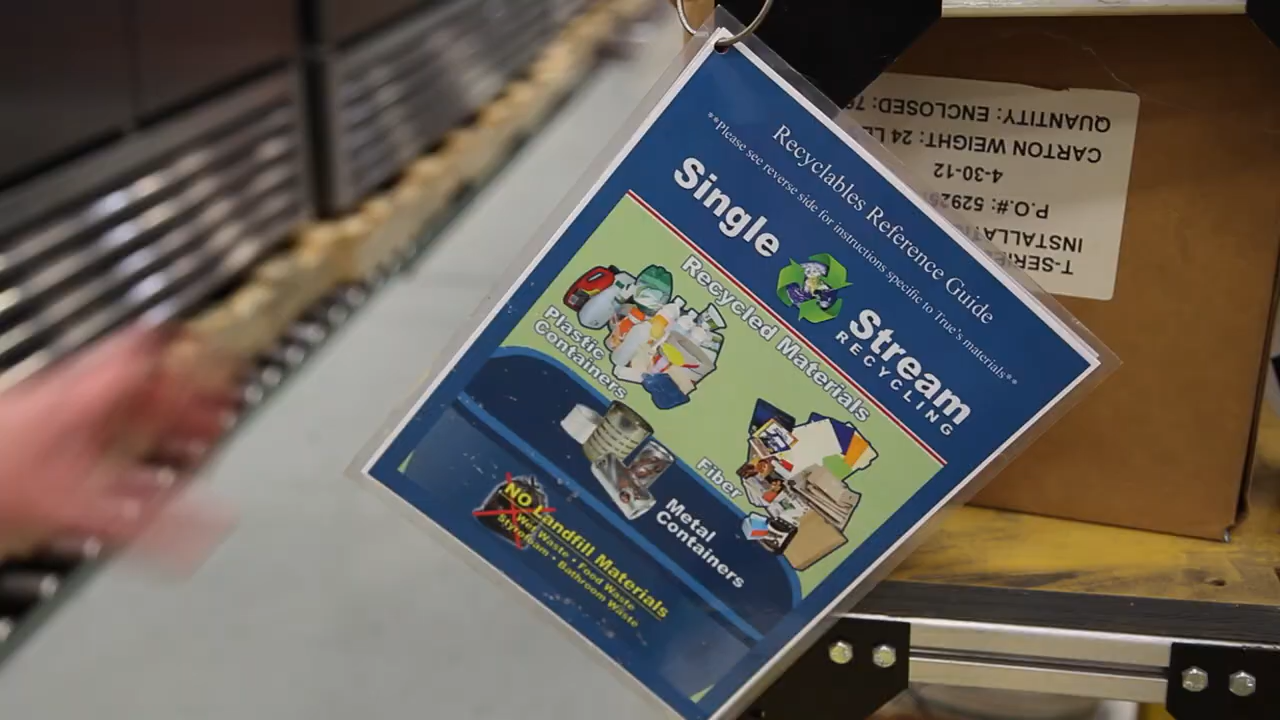 Recyclables Reference Guide
**Please see reverse side for instructions specific to True's materials**
Single Stream
RECYCLING
Recycled Materials
Plastic
Containers
Fiber
Metal
Containers
NO Landfill Materials
Wet Waste • Food Waste
Styrofoam • Bathroom Waste
T-SERIE
INSTALLATI
P.O.#:
4-30-12
CARTON WEIGHT: 24
QUANTITY: ENCLOSED: